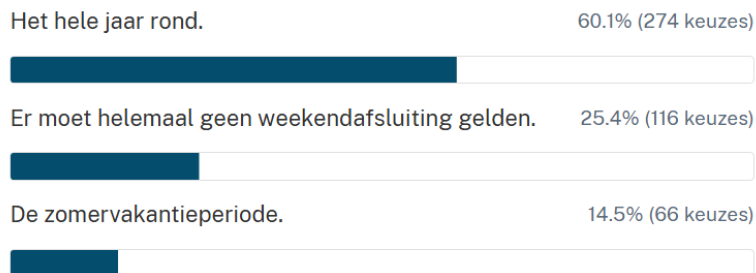 Het hele jaar rond. 60.1% (274 keuzes)
Er moet helemaal geen weekendafsluiting gelden. 25.4% (116 keuzes)
De zomervakantieperiode. 14.5% (66 keuzes)